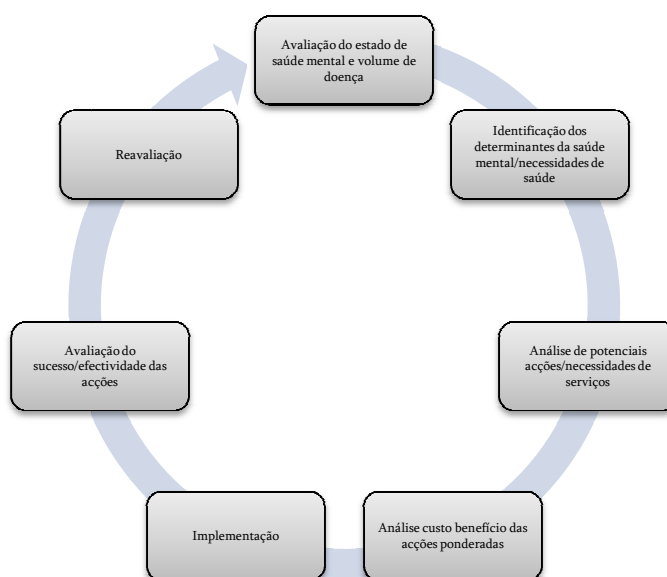 Avaliação do estado de
saúde mental e volume de
doença
Identificação dos
determinantes da saúde
mental/necessidades de
saúde
Análise de potenciais
acções/necessidades de
serviços
Análise custo benefício das
acções ponderadas
Implementação
Avaliação do
sucesso/efectividade das
acções
Reavaliação